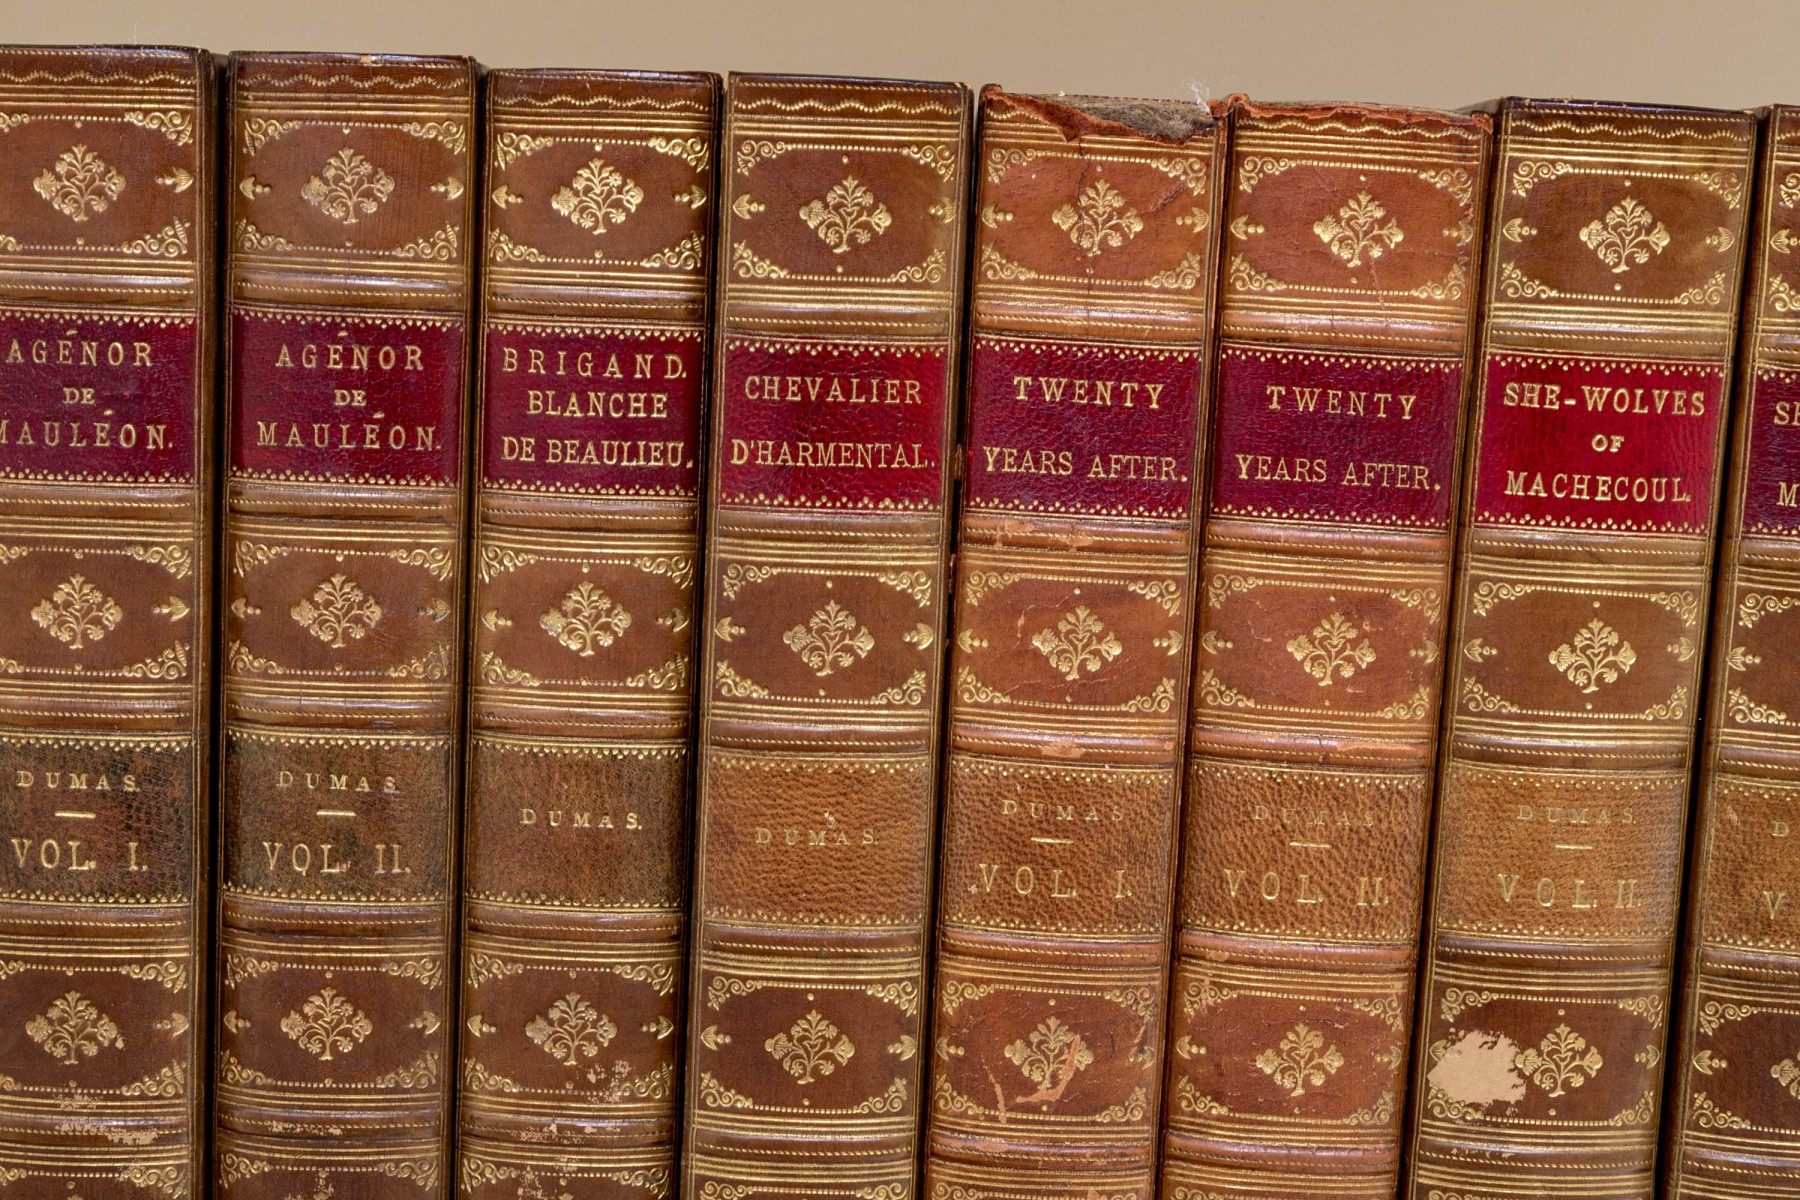 AGÉNOR
DE
MAULÉON.
DUMAS.
VOL. I.
AGÉNOR
DE
MAULÉON.
DUMAS.
VOL. II.
BRIGAND.
BLANCHE
DE BEAULIEU.
DUMAS.
CHEVALIER
D'HARMENTAL.
DUMAS.
TWENTY
YEARS AFTER.
DUMAS
VOL. I.
TWENTY
YEARS AFTER.
DUMAS
VOL. II.
SHE-WOLVES
OF
MACHECOUL.
DUMAS.
VOL. II.